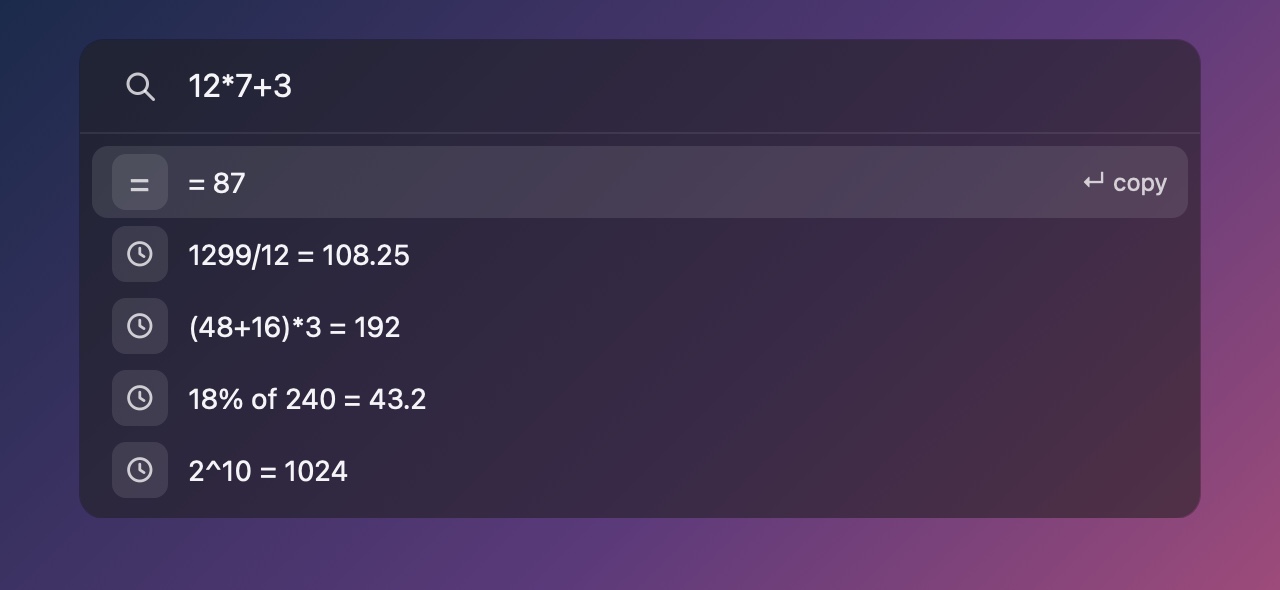 12*7+3
= 87 ↵ copy
1299/12 = 108.25
(48+16)*3 = 192
18% of 240 = 43.2
2^10 = 1024